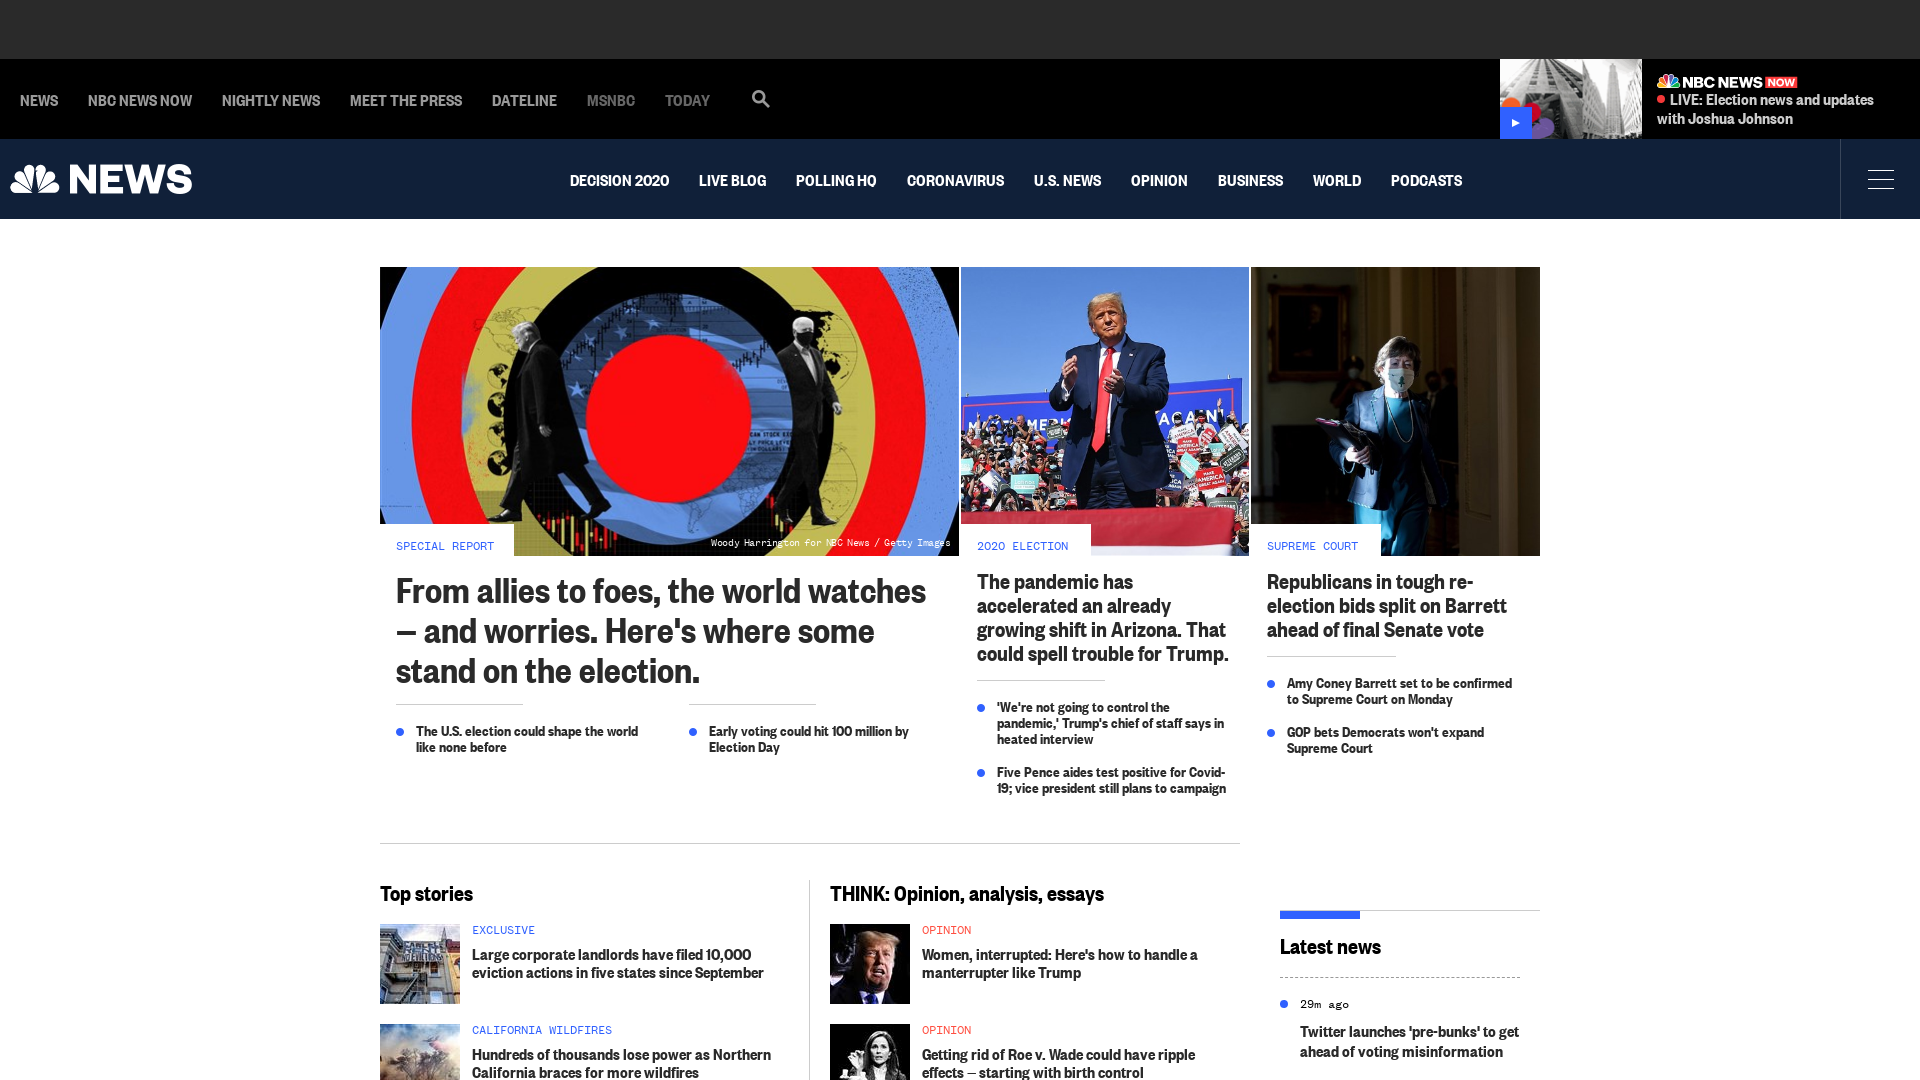 NEWS
NBC NEWS NOW
NIGHTLY NEWS
MEET THE PRESS
DATELINE
MSNBC
TODAY
NBC NEWS NOW
LIVE: Election news and updates
with Joshua Johnson
NEWS
DECISION 2020
LIVE BLOG
POLLING HQ
CORONAVIRUS
U.S. NEWS
OPINION
BUSINESS
WORLD
PODCASTS
Woody Harrington for NBC News / Getty Images
SPECIAL REPORT
From allies to foes, the world watches
— and worries. Here's where some
stand on the election.
The U.S. election could shape the world
like none before
Early voting could hit 100 million by
Election Day
2020 ELECTION
The pandemic has
accelerated an already
growing shift in Arizona. That
could spell trouble for Trump.
'We're not going to control the
pandemic,' Trump's chief of staff says in
heated interview
Five Pence aides test positive for Covid-
19; vice president still plans to campaign
SUPREME COURT
Republicans in tough re-
election bids split on Barrett
ahead of final Senate vote
Amy Coney Barrett set to be confirmed
to Supreme Court on Monday
GOP bets Democrats won't expand
Supreme Court
Top stories
EXCLUSIVE
Large corporate landlords have filed 10,000
eviction actions in five states since September
CALIFORNIA WILDFIRES
Hundreds of thousands lose power as Northern
California braces for more wildfires
THINK: Opinion, analysis, essays
OPINION
Women, interrupted: Here's how to handle a
manterrupter like Trump
OPINION
Getting rid of Roe v. Wade could have ripple
effects — starting with birth control
Latest news
29m ago
Twitter launches 'pre-bunks' to get
ahead of voting misinformation